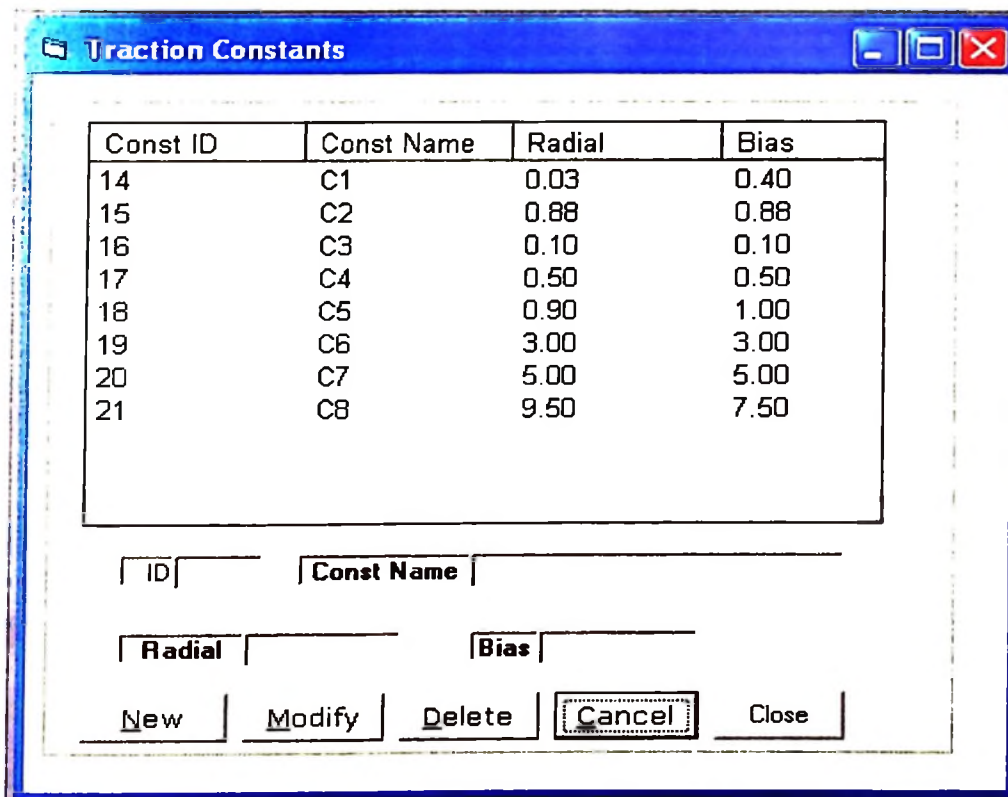 Traction Constants
Const ID Const Name Radial Bias
14 C1 0.03 0.40
15 C2 0.88 0.88
16 C3 0.10 0.10
17 C4 0.50 0.50
18 C5 0.90 1.00
19 C6 3.00 3.00
20 C7 5.00 5.00
21 C8 9.50 7.50
ID Const Name
Radial Bias
New Modify Delete Cancel Close